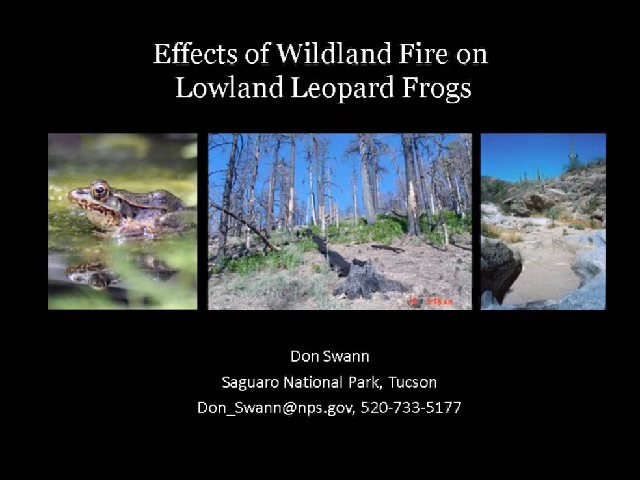 Effects of Wildland Fire on
Lowland Leopard Frogs
Don Swann
Saguaro National Park, Tucson
Don_Swann@nps.gov, 520-733-5177